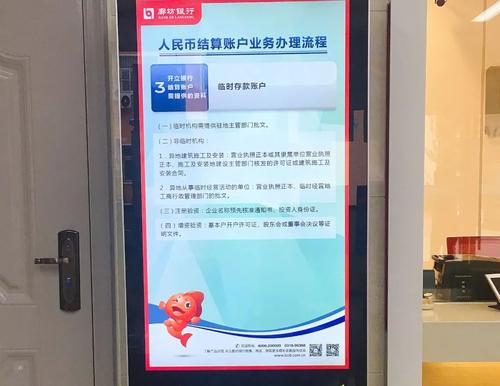 廊坊银行
BANK OF LANGFANG
人民币结算账户业务办理流程
3
开立银行
结算账户
需提供的资料
临时存款账户
(一)临时机构需提供驻地主管部门批文。
(二)非临时机构:
1.异地建筑施工及安装:营业执照正本或其隶属单位营业执照
正本、施工及安装地建设主管部门核发的许可证或建筑施工及
安装合同。
2.异地从事临时经营活动的单位:营业执照正本、临时经营地工
商行政管理部门的批文。
(三)注册验资:企业名称预先核准通知书、投资人身份证。
(四)增资验资:基本户开户许可证、股东会或董事会决议等证
明文件。
www.lccb.com.cn